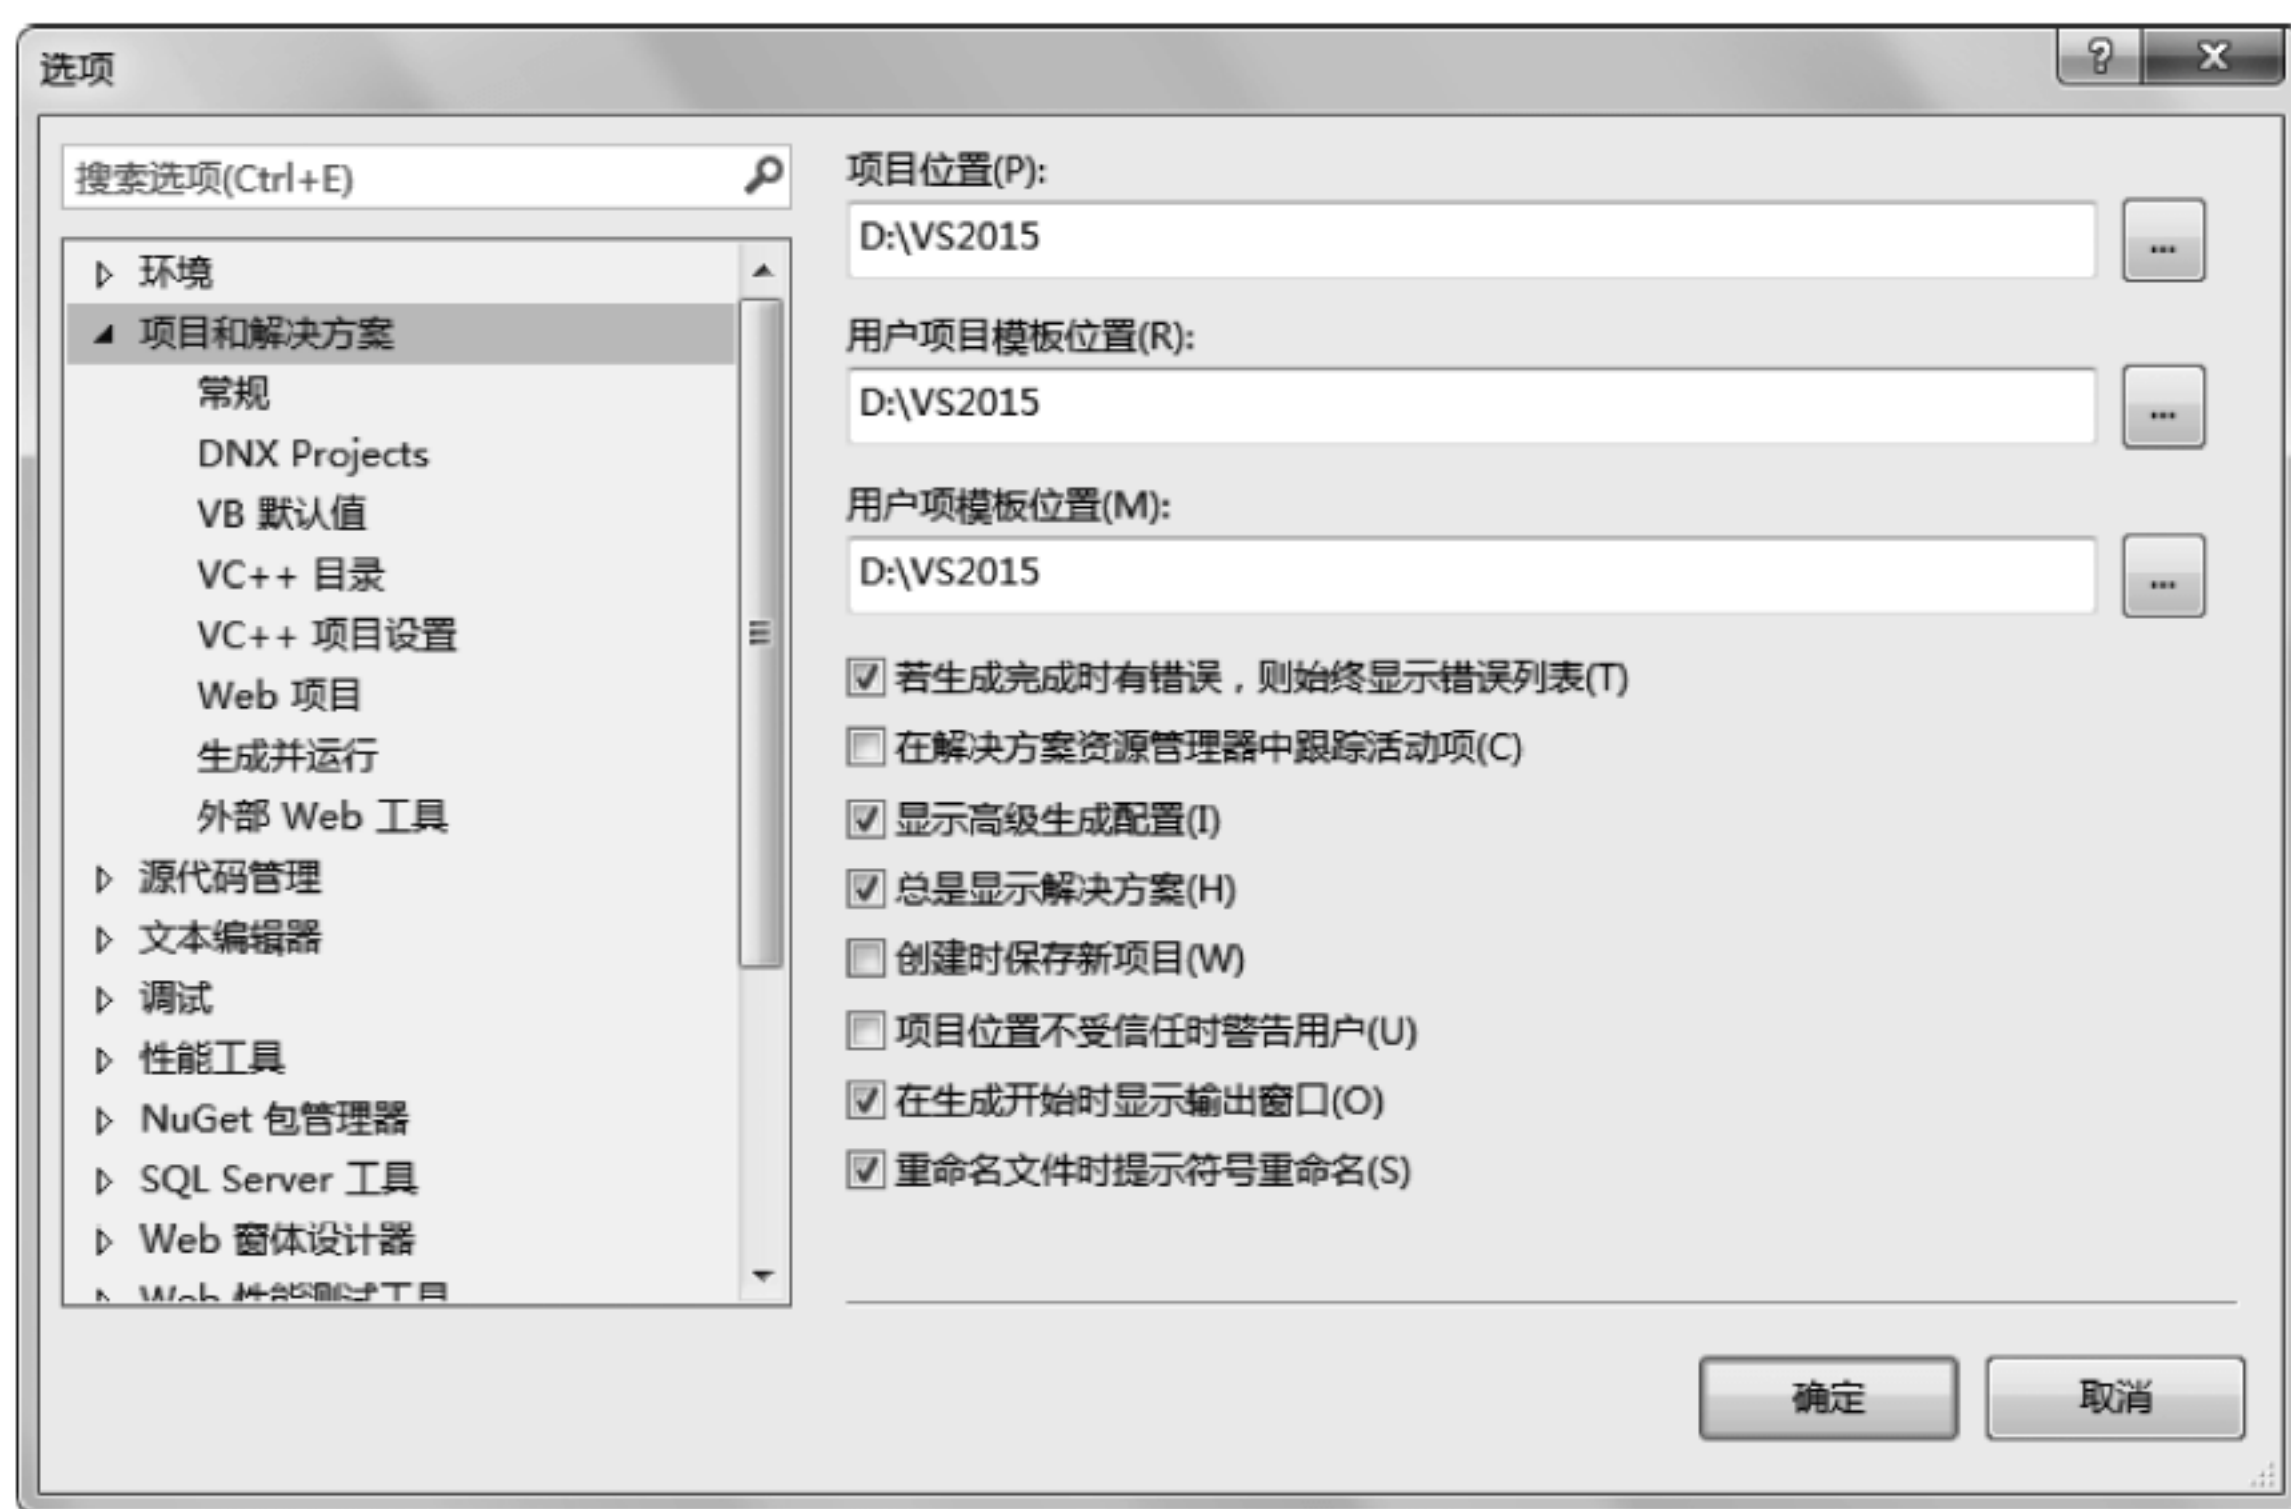 选项
搜索选项(Ctrl+E)
环境
项目和解决方案
常规
DNX Projects
VB 默认值
VC++ 目录
VC++ 项目设置
Web 项目
生成并运行
外部 Web 工具
源代码管理
文本编辑器
调试
性能工具
NuGet 包管理器
SQL Server 工具
Web 窗体设计器
Web 性能测试工具
项目位置(P):
D:\VS2015
...
用户项目模板位置(R):
D:\VS2015
...
用户项模板位置(M):
D:\VS2015
...
若生成完成时有错误，则始终显示错误列表(T)
在解决方案资源管理器中跟踪活动项(C)
显示高级生成配置(I)
总是显示解决方案(H)
创建时保存新项目(W)
项目位置不受信任时警告用户(U)
在生成开始时显示输出窗口(O)
重命名文件时提示符号重命名(S)
确定
取消